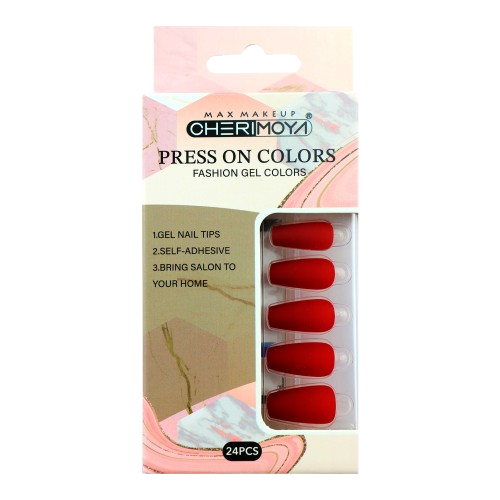 MAX MAKEUP
CHERIMOYA®
PRESS ON COLORS
FASHION GEL COLORS
1.GEL NAIL TIPS
2.SELF-ADHESIVE
3.BRING SALON TO
YOUR HOME
24PCS